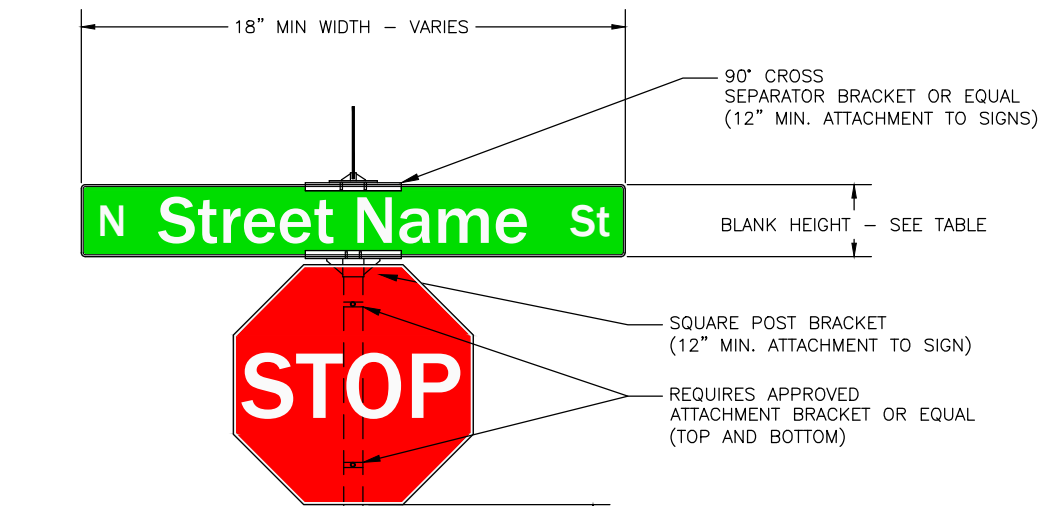 18” MIN WIDTH – VARIES
90° CROSS
SEPARATOR BRACKET OR EQUAL
(12” MIN. ATTACHMENT TO SIGNS)
N Street Name St
BLANK HEIGHT – SEE TABLE
SQUARE POST BRACKET
(12” MIN. ATTACHMENT TO SIGN)
STOP
REQUIRES APPROVED
ATTACHMENT BRACKET OR EQUAL
(TOP AND BOTTOM)